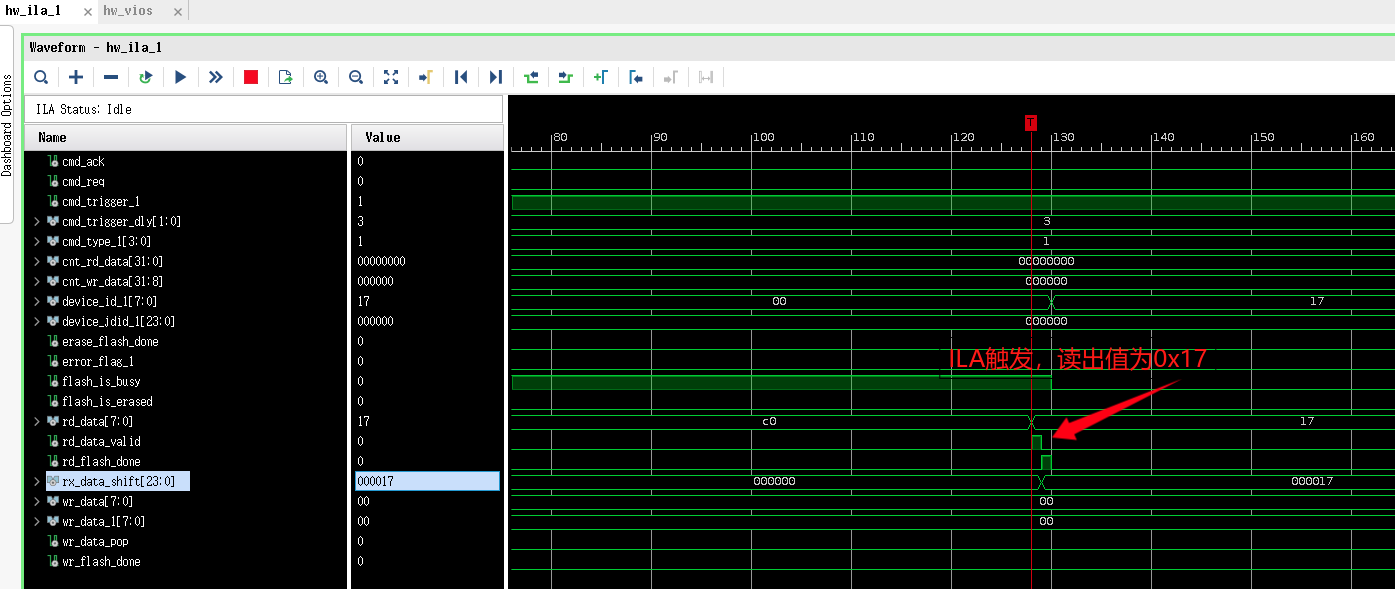 hw_ila_1 × hw_vios ×
Dashboard Options
Waveform - hw_ila_1
ILA Status: Idle
Name Value
80 90 100 110 120 T 130 140 150 160
cmd_ack 0
cmd_req 0
cmd_trigger_1 1
cmd_trigger_dly[1:0] 3 3
cmd_type_1[3:0] 1 1
cnt_rd_data[31:0] 00000000 00000000
cnt_wr_data[31:8] 000000 000000
device_id_1[7:0] 17 00 17
device_jdid_1[23:0] 000000 000000
erase_flash_done 0
error_flag_1 0
ILA触发，读出值为0x17
flash_is_busy 0
flash_is_erased 0
rd_data[7:0] 17 c0 17
rd_data_valid 0
rd_flash_done 0
rx_data_shift[23:0] 000017 000000 000017
wr_data[7:0] 00 00
wr_data_1[7:0] 00 00
wr_data_pop 0
wr_flash_done 0